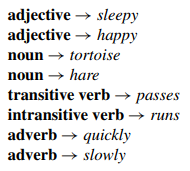 adjective → sleepy
adjective → happy
noun → tortoise
noun → hare
transitive verb → passes
intransitive verb → runs
adverb → quickly
adverb → slowly